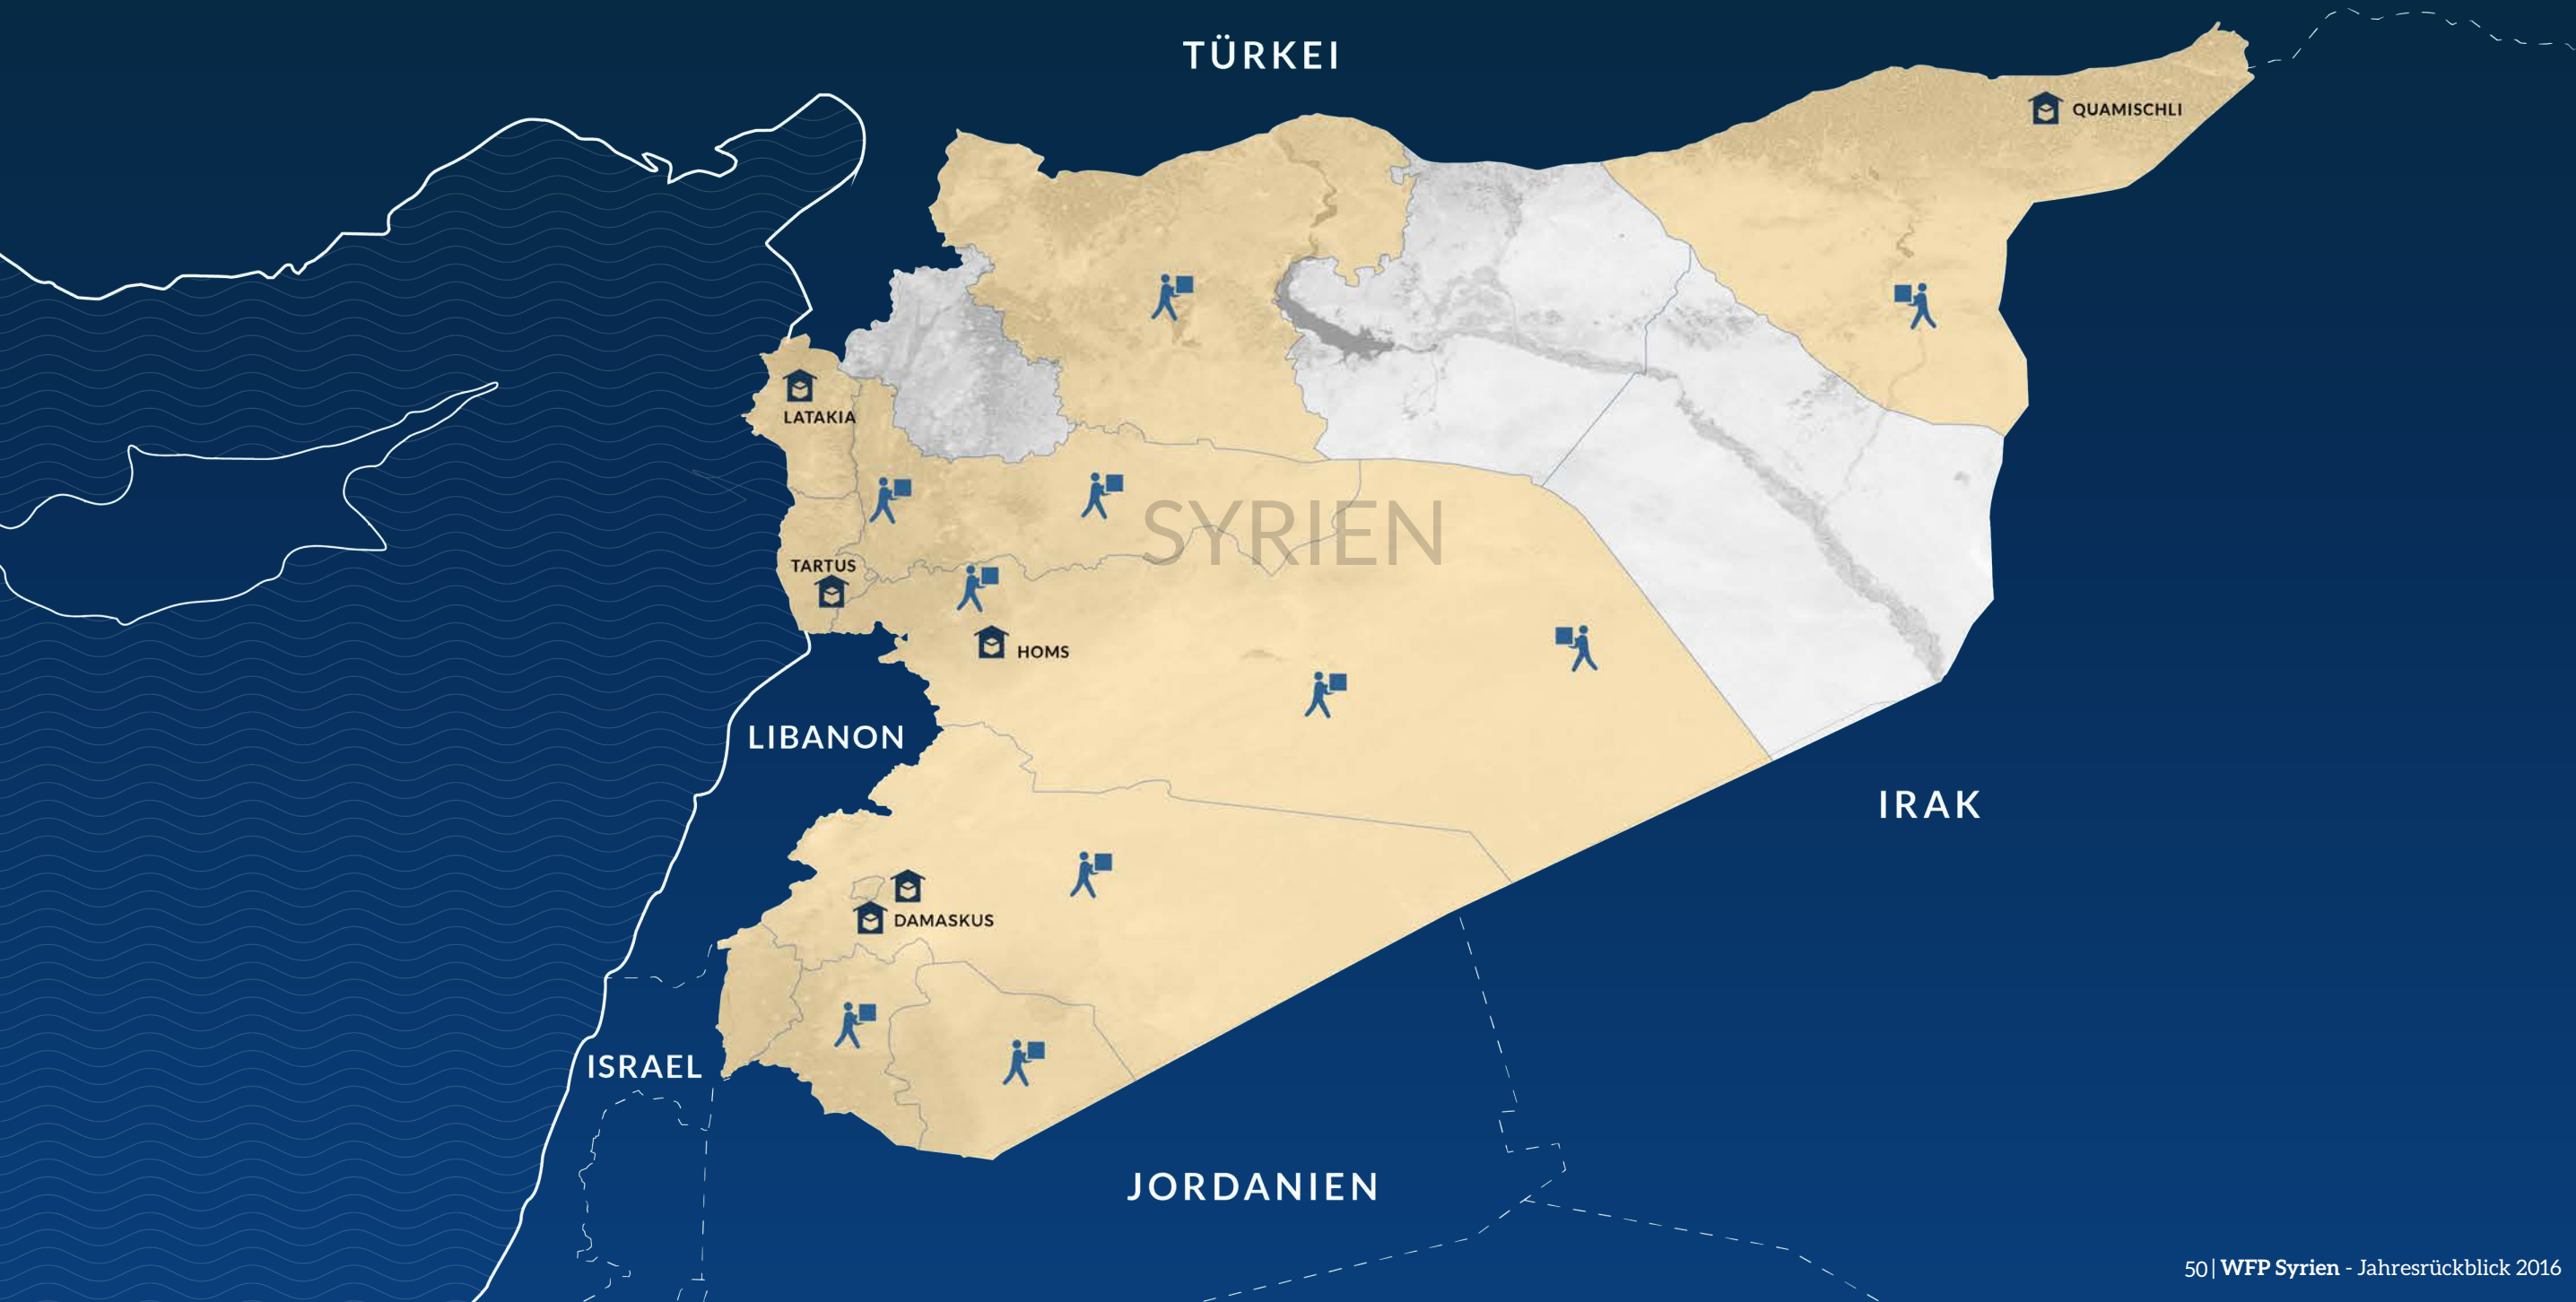 TÜRKEI
QUAMISCHLI
LATAKIA
SYRIEN
TARTUS
HOMS
LIBANON
IRAK
DAMASKUS
ISRAEL
JORDANIEN
50| WFP Syrien - Jahresrückblick 2016